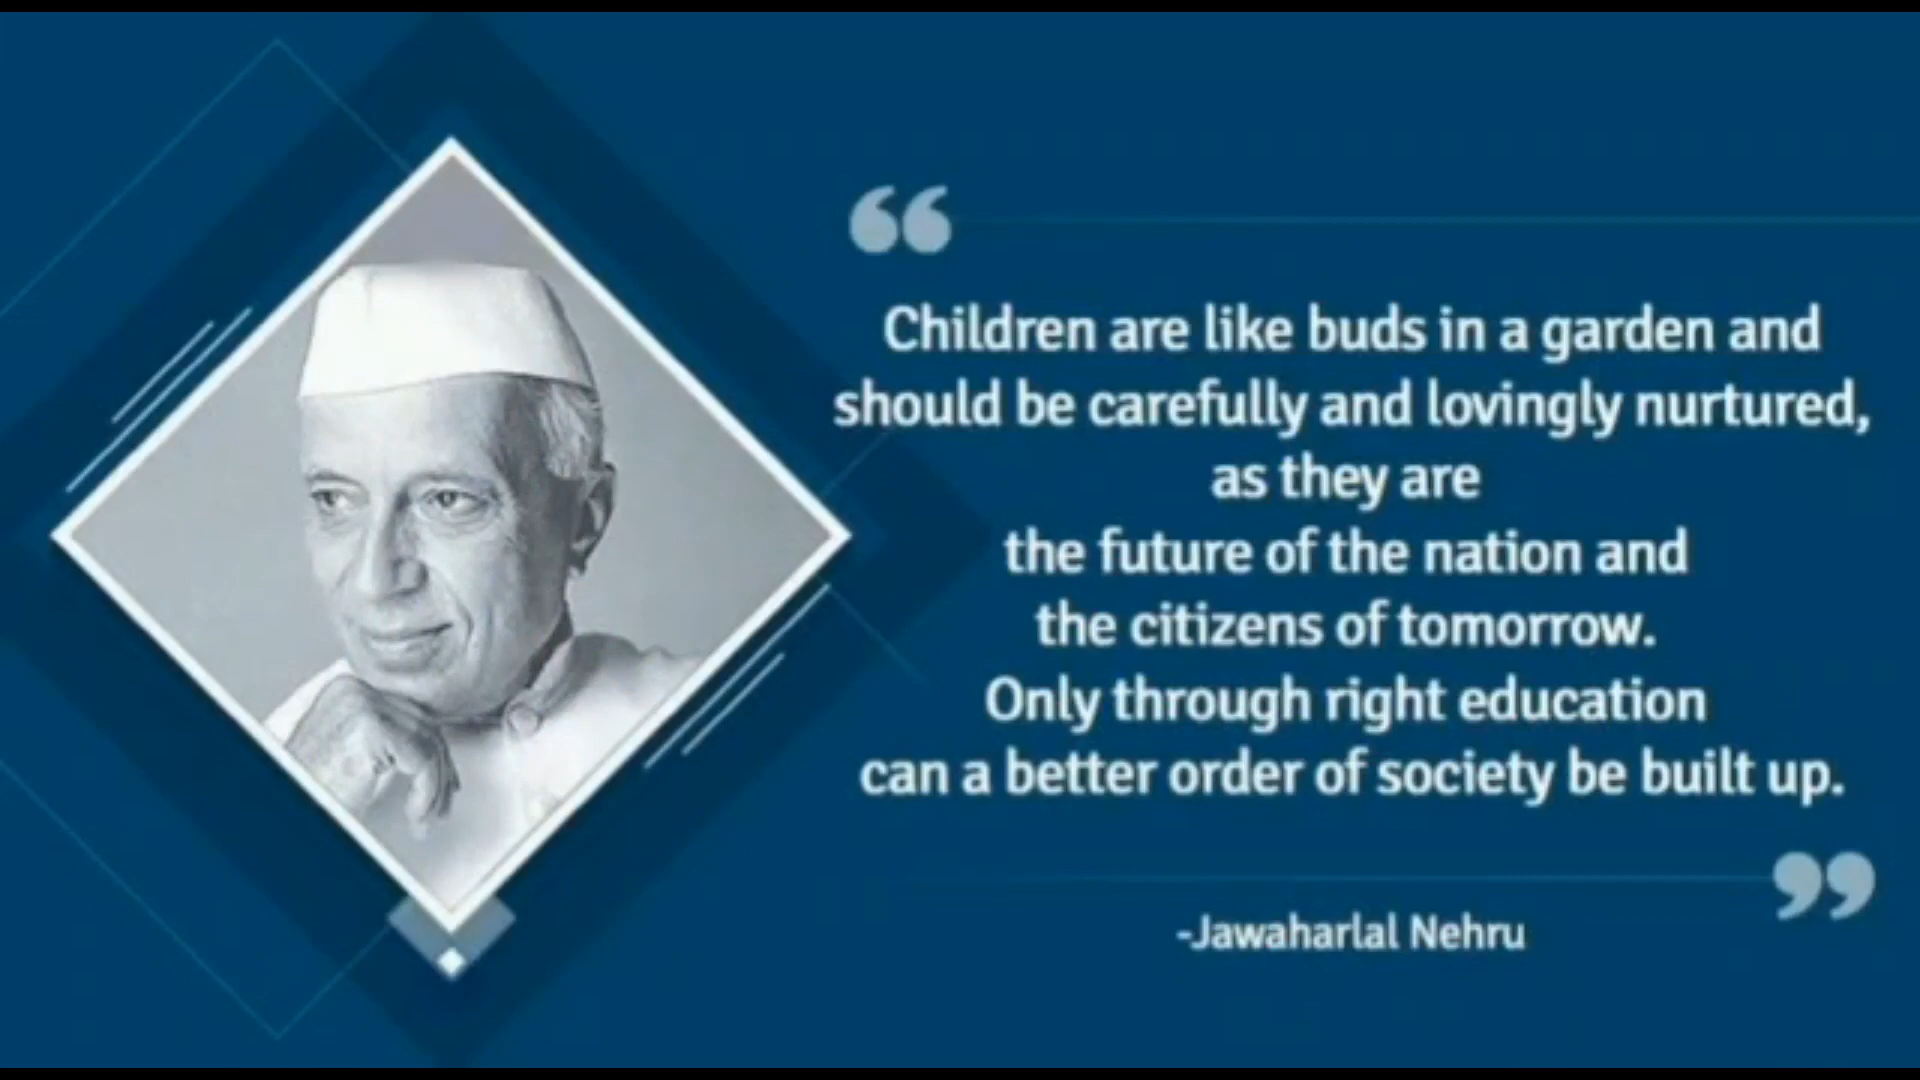 “
Children are like buds in a garden and
should be carefully and lovingly nurtured,
as they are
the future of the nation and
the citizens of tomorrow.
Only through right education
can a better order of society be built up.
”
-Jawaharlal Nehru